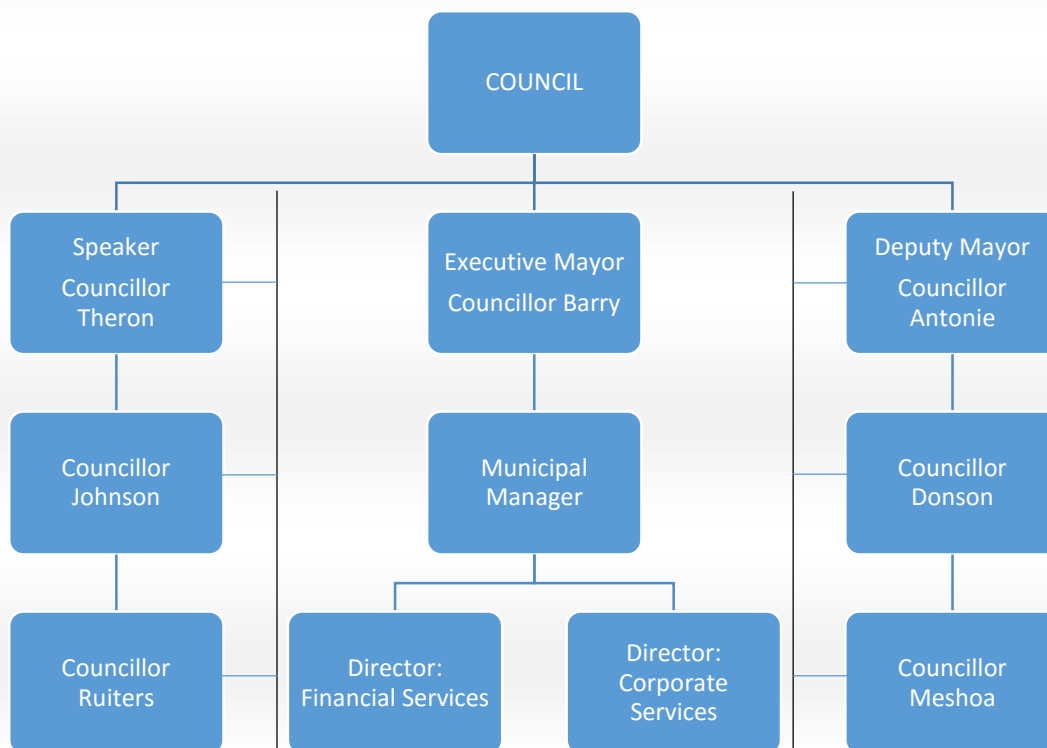 COUNCIL
Speaker
Councillor
Theron
Executive Mayor
Councillor Barry
Deputy Mayor
Councillor
Antonie
Councillor
Johnson
Municipal
Manager
Councillor
Donson
Councillor
Ruiters
Director:
Financial Services
Director:
Corporate
Services
Councillor
Meshoa